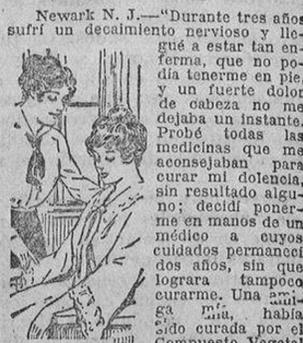 Newark N. J.—"Durante tres años
sufrí un decaimiento nervioso y lle-
gué a estar tan en-
ferma, que no po-
día tenerme en pie
y un fuerte dolor
de cabeza no me
dejaba un instante.
Probé todas las
medicinas que me
aconsejaban para
curar mi dolencia,
sin resultado algu-
no; decidí poner-
me en manos de un
médico a cuyos
cuidados permanecí
dos años, sin que
lograra tampoco
curarme. Una ami-
ga mía, había
sido curada por el
Compuesto Vegetal